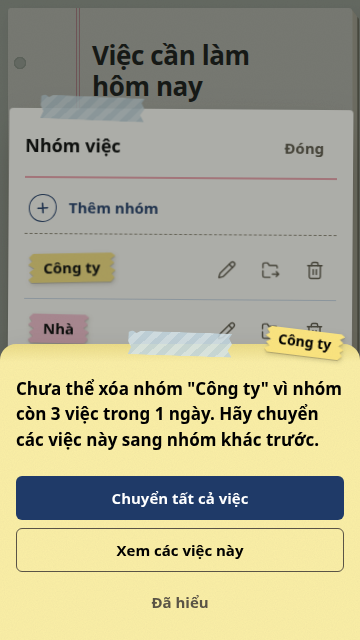 Việc cần làm
hôm nay
Nhóm việc
Đóng
Thêm nhóm
Công ty
Nhà
Công ty
Chưa thể xóa nhóm "Công ty" vì nhóm
còn 3 việc trong 1 ngày. Hãy chuyển
các việc này sang nhóm khác trước.
Chuyển tất cả việc
Xem các việc này
Đã hiểu